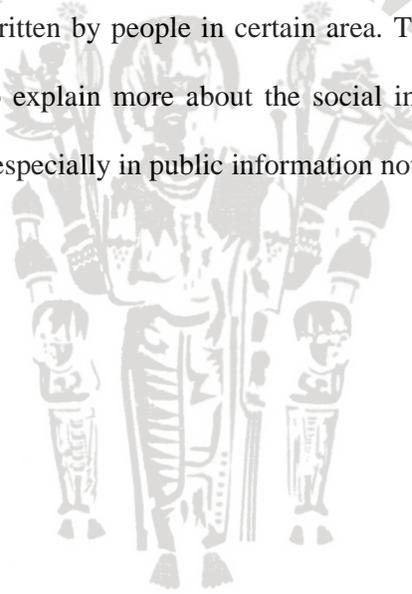 ritten by people in certain area. T
explain more about the social in
especially in public information no